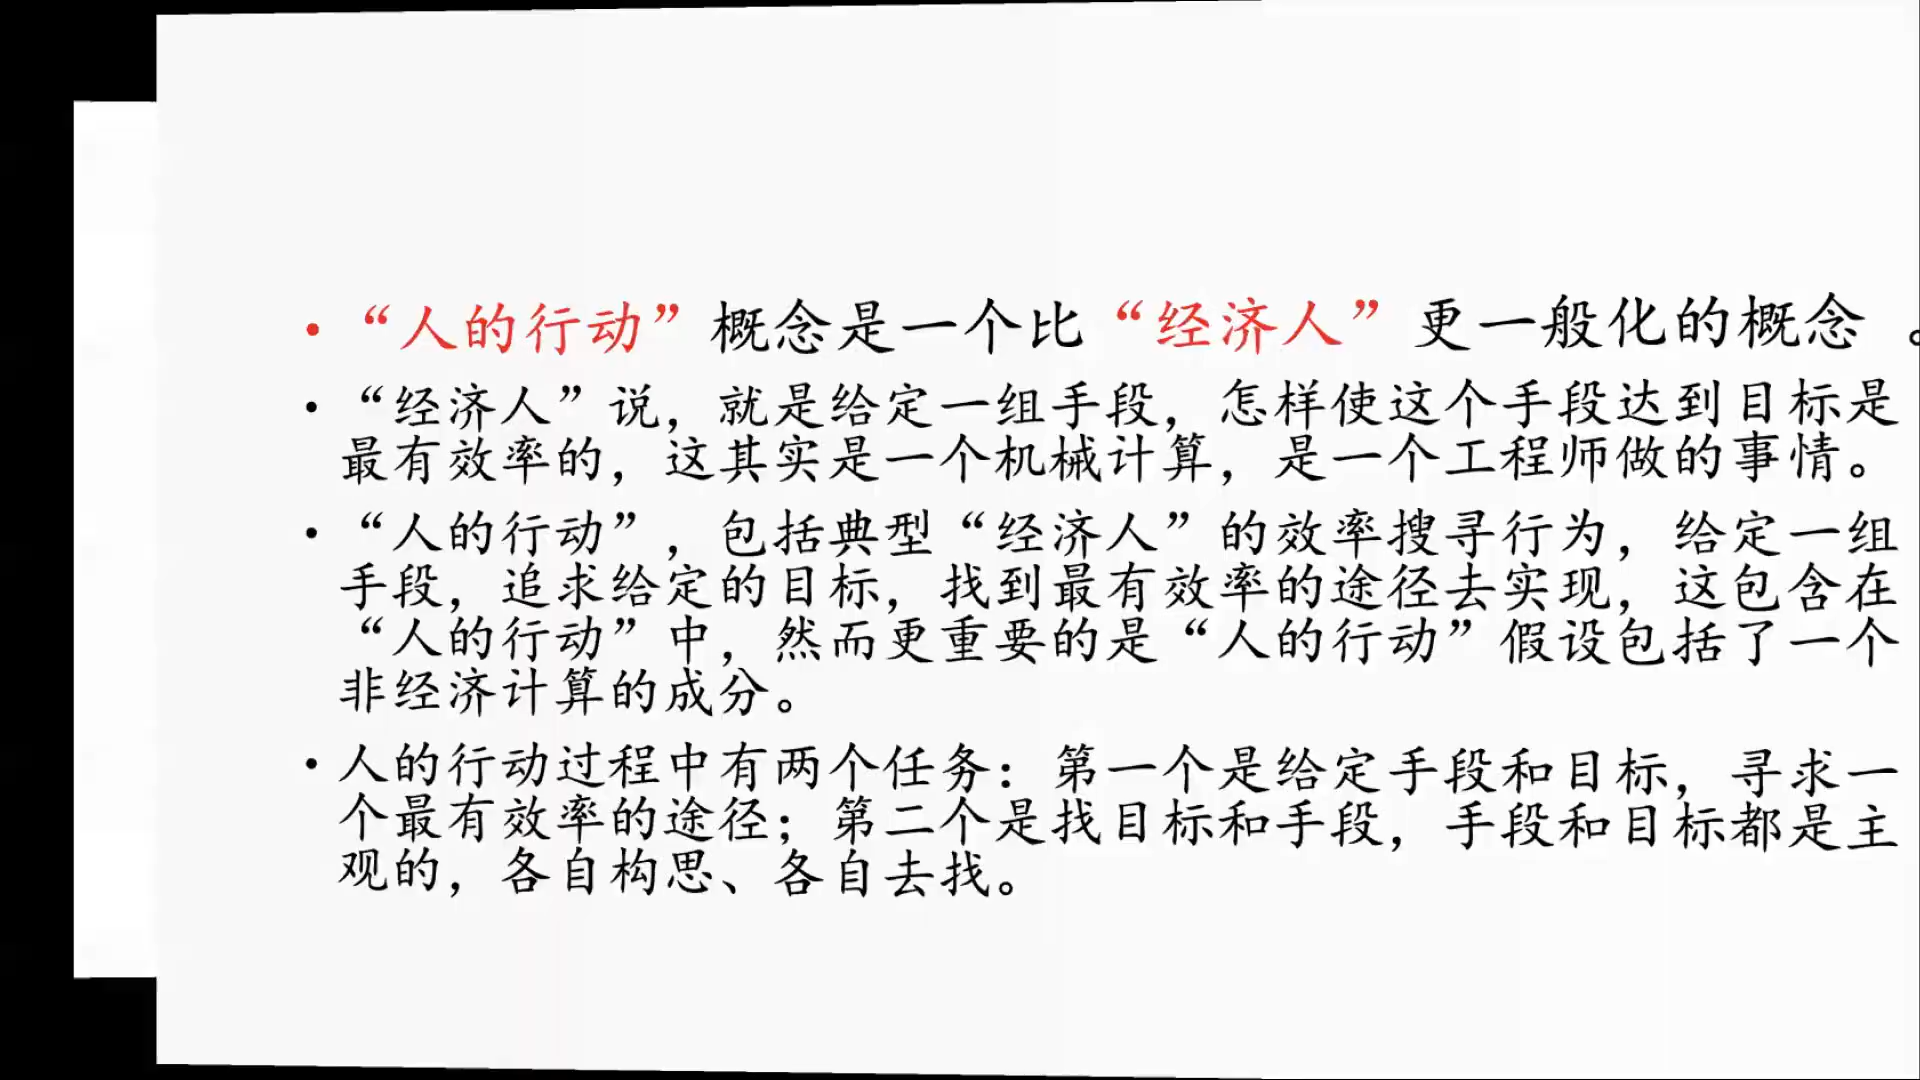 • “人的行动”概念是一个比“经济人”更一般化的概念 。
• “经济人”说，就是给定一组手段，怎样使这个手段达到目标是
最有效率的，这其实是一个机械计算，是一个工程师做的事情。
• “人的行动”，包括典型“经济人”的效率搜寻行为，给定一组
手段，追求给定的目标，找到最有效率的途径去实现，这包含在
“人的行动”中，然而更重要的是“人的行动”假设包括了一个
非经济计算的成分。
• 人的行动过程中有两个任务：第一个是给定手段和目标，寻求一
个最有效率的途径；第二个是找目标和手段，手段和目标都是主
观的，各自构思、各自去找。